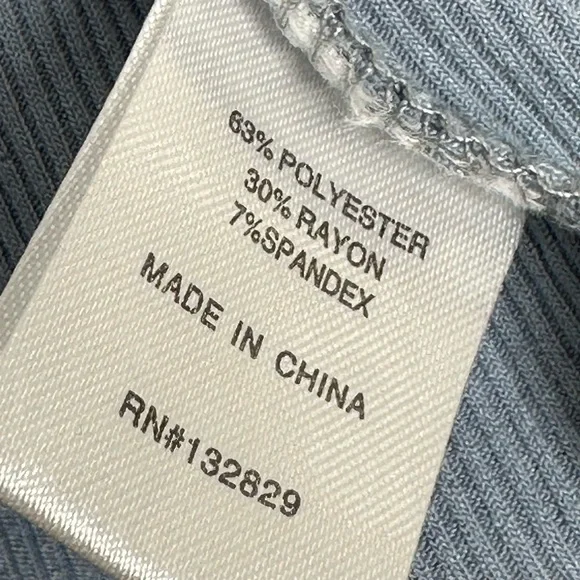 63% POLYESTER
30% RAYON
7%SPANDEX
MADE IN CHINA
RN#132829